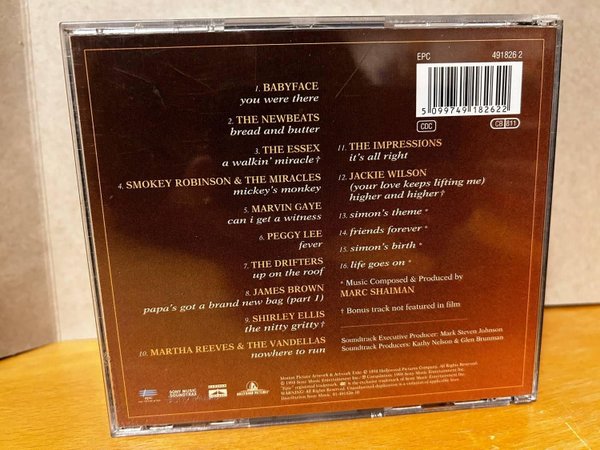 EPC 491826 2
5 099749 182622
CDC
CB 811
1. BABYFACE
you were there
2. THE NEWBEATS
bread and butter
3. THE ESSEX
a walkin' miracle †
4. SMOKEY ROBINSON & THE MIRACLES
mickey's monkey
5. MARVIN GAYE
can i get a witness
6. PEGGY LEE
fever
7. THE DRIFTERS
up on the roof
8. JAMES BROWN
papa's got a brand new bag (part 1)
9. SHIRLEY ELLIS
the nitty gritty †
10. MARTHA REEVES & THE VANDELLAS
nowhere to run
11. THE IMPRESSIONS
it's all right
12. JACKIE WILSON
(your love keeps lifting me)
higher and higher †
13. simon's theme *
14. friends forever *
15. simon's birth *
16. life goes on *
* Music Composed & Produced by
MARC SHAIMAN
† Bonus track not featured in film
Soundtrack Executive Producer: Mark Steven Johnson
Soundtrack Producers: Kathy Nelson & Glen Brunman
SONY MUSIC
SOUNDTRAX
HOLLYWOOD PICTURES